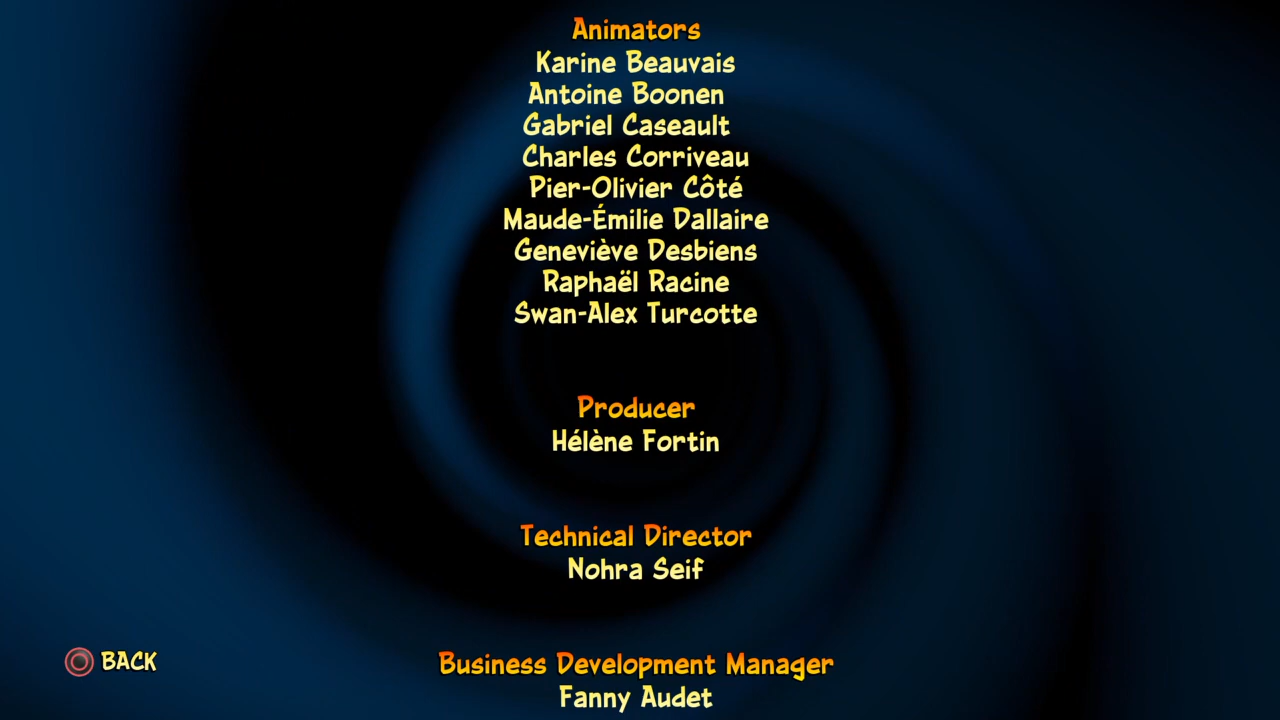 Animators
Karine Beauvais
Antoine Boonen
Gabriel Caseault
Charles Corriveau
Pier-Olivier Côté
Maude-Émilie Dallaire
Geneviève Desbiens
Raphaël Racine
Swan-Alex Turcotte
Producer
Hélène Fortin
Technical Director
Nohra Seif
BACK
Business Development Manager
Fanny Audet